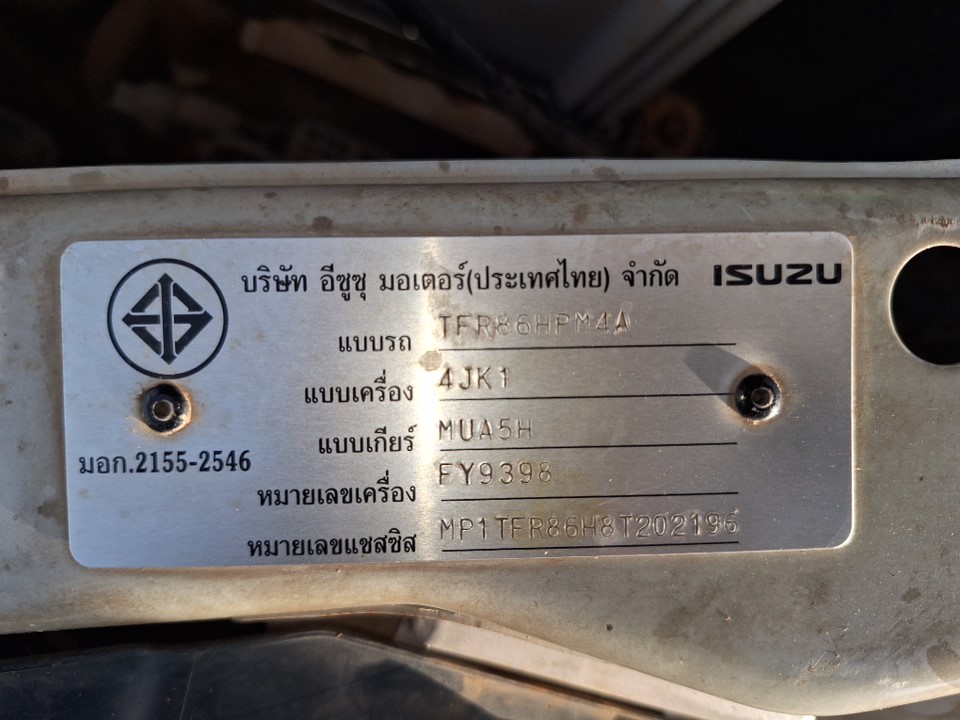 บริษัท อีซูซุ มอเตอร์(ประเทศไทย) จำกัด ISUZU
แบบรถ TFR86HPM4A
แบบเครื่อง 4JK1
แบบเกียร์ MUA5H
มอก.2155-2546
หมายเลขเครื่อง FY9398
หมายเลขแชสซิส MP1TFR86H8T202196